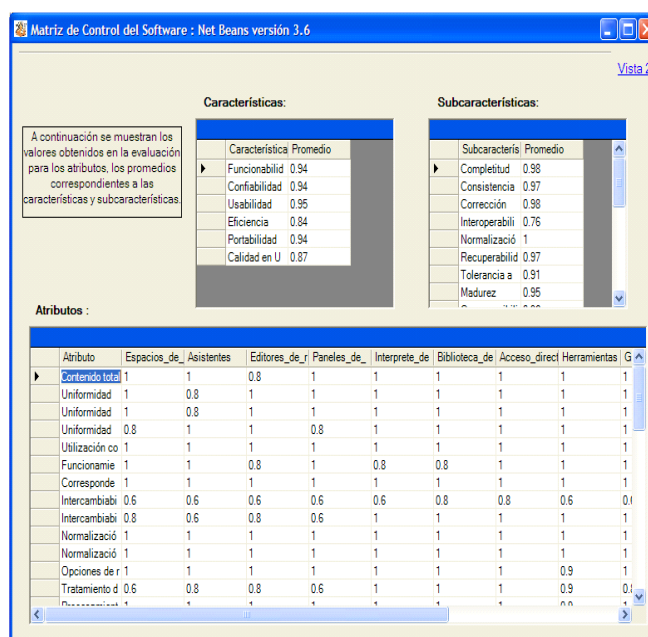 Matriz de Control del Software : Net Beans versión 3.6
Vista 2
Características:
Subcaracterísticas:
A continuación se muestran los
valores obtenidos en la evaluación
para los atributos, los promedios
correspondientes a las
características y subcaracterísticas.
Característica Promedio
Funcionabilid 0.94
Confiabilidad 0.94
Usabilidad 0.95
Eficiencia 0.84
Portabilidad 0.94
Calidad en U 0.87
Subcaracterís Promedio
Completitud 0.98
Consistencia 0.97
Corrección 0.98
Interoperabili 0.76
Normalizació 1
Recuperabilid 0.97
Tolerancia a 0.91
Madurez 0.95
Atributos :
Atributo Espacios_de_ Asistentes Editores_de_r Paneles_de_ Interprete_de Biblioteca_de Acceso_direct Herramientas G
Contenido total 1 1 0.8 1 1 1 1 1 1
Uniformidad 1 0.8 1 1 1 1 1 1 1
Uniformidad 1 0.8 1 1 1 1 1 1 1
Uniformidad 0.8 1 1 0.8 1 1 1 1 1
Utilización co 1 1 1 1 1 1 1 1 1
Funcionamie 1 1 0.8 1 0.8 0.8 1 1 1
Corresponde 1 1 1 1 1 1 1 1 1
Intercambiabi 0.6 0.6 0.6 0.6 0.6 0.8 0.8 0.6
Intercambiabi 0.8 0.6 0.8 0.6 1 1 1 1 1
Normalizació 1 1 1 1 1 1 1 1 1
Normalizació 1 1 1 1 1 1 1 1 1
Opciones de r 1 1 1 1 1 1 1 0.9 1
Tratamiento d 0.6 0.8 0.8 0.6 1 1 1 0.9